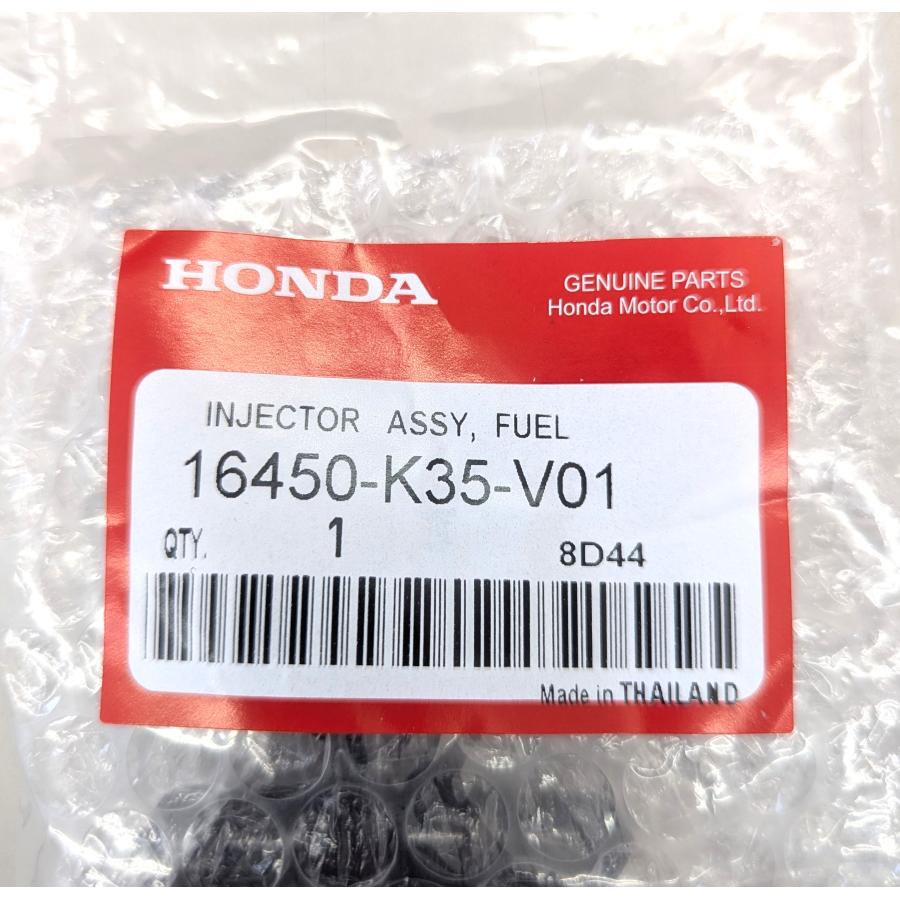 HONDA
GENUINE PARTS
Honda Motor Co.,Ltd.
INJECTOR ASSY, FUEL
16450-K35-V01
QTY. 1 8D44
Made in THAILAND